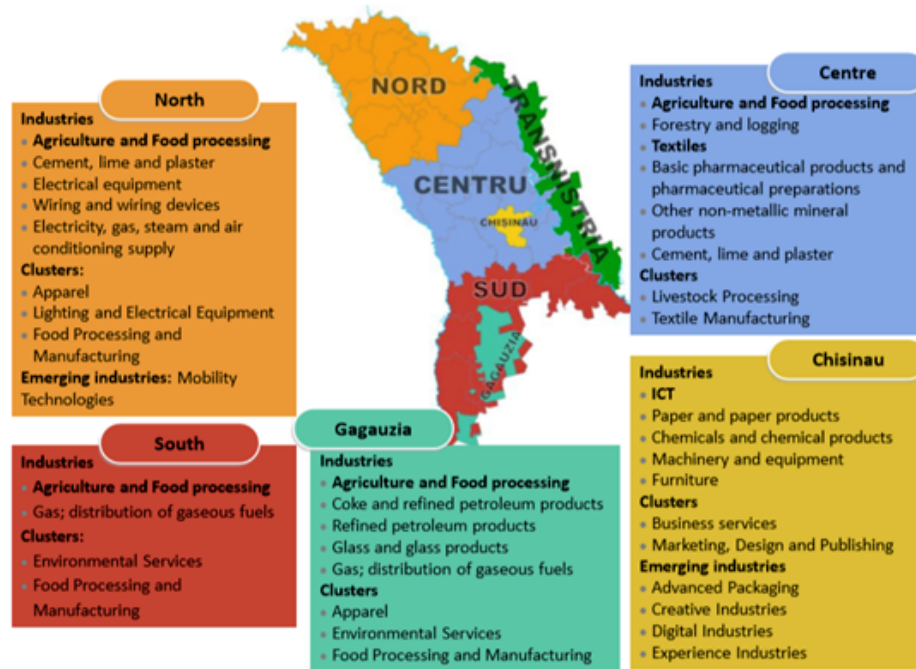 NORD
TRANSNISTRIA
CENTRU
CHISINAU
SUD
GAGAUZIA
North
Industries
Agriculture and Food processing
Cement, lime and plaster
Electrical equipment
Wiring and wiring devices
Electricity, gas, steam and air
conditioning supply
Clusters:
Apparel
Lighting and Electrical Equipment
Food Processing and
Manufacturing
Emerging industries: Mobility
Technologies
South
Industries
Agriculture and Food processing
Gas; distribution of gaseous fuels
Clusters:
Environmental Services
Food Processing and
Manufacturing
Gagauzia
Industries
Agriculture and Food processing
Coke and refined petroleum products
Refined petroleum products
Glass and glass products
Gas; distribution of gaseous fuels
Clusters
Apparel
Environmental Services
Food Processing and Manufacturing
Centre
Industries
Agriculture and Food processing
Forestry and logging
Textiles
Basic pharmaceutical products and
pharmaceutical preparations
Other non-metallic mineral
products
Cement, lime and plaster
Clusters
Livestock Processing
Textile Manufacturing
Chisinau
Industries
ICT
Paper and paper products
Chemicals and chemical products
Machinery and equipment
Furniture
Clusters
Business services
Marketing, Design and Publishing
Emerging industries
Advanced Packaging
Creative Industries
Digital Industries
Experience Industries